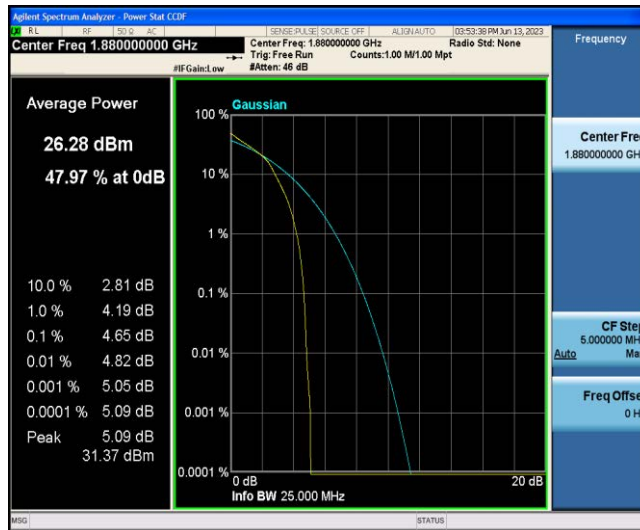 Agilent Spectrum Analyzer - Power Stat CCDF
RL RF 50 Ω AC SENSE:PULSE SOURCE OFF ALIGNAUTO 03:53:38 PM Jun 13, 2023
Center Freq 1.880000000 GHz
Center Freq: 1.880000000 GHz Radio Std: None
Trig: Free Run Counts:1.00 M/1.00 Mpt
#IFGain:Low #Atten: 46 dB
Frequency
Average Power
26.28 dBm
47.97 % at 0dB
10.0 % 2.81 dB
1.0 % 4.19 dB
0.1 % 4.65 dB
0.01 % 4.82 dB
0.001 % 5.05 dB
0.0001 % 5.09 dB
Peak 5.09 dB
31.37 dBm
Gaussian
100 %
10 %
1 %
0.1 %
0.01 %
0.001 %
0.0001 %
0 dB 20 dB
Info BW 25.000 MHz
Center Fre
1.880000000 GH
CF Step
5.000000 MH
Auto Ma
Freq Offse
0 H
MSG STATUS